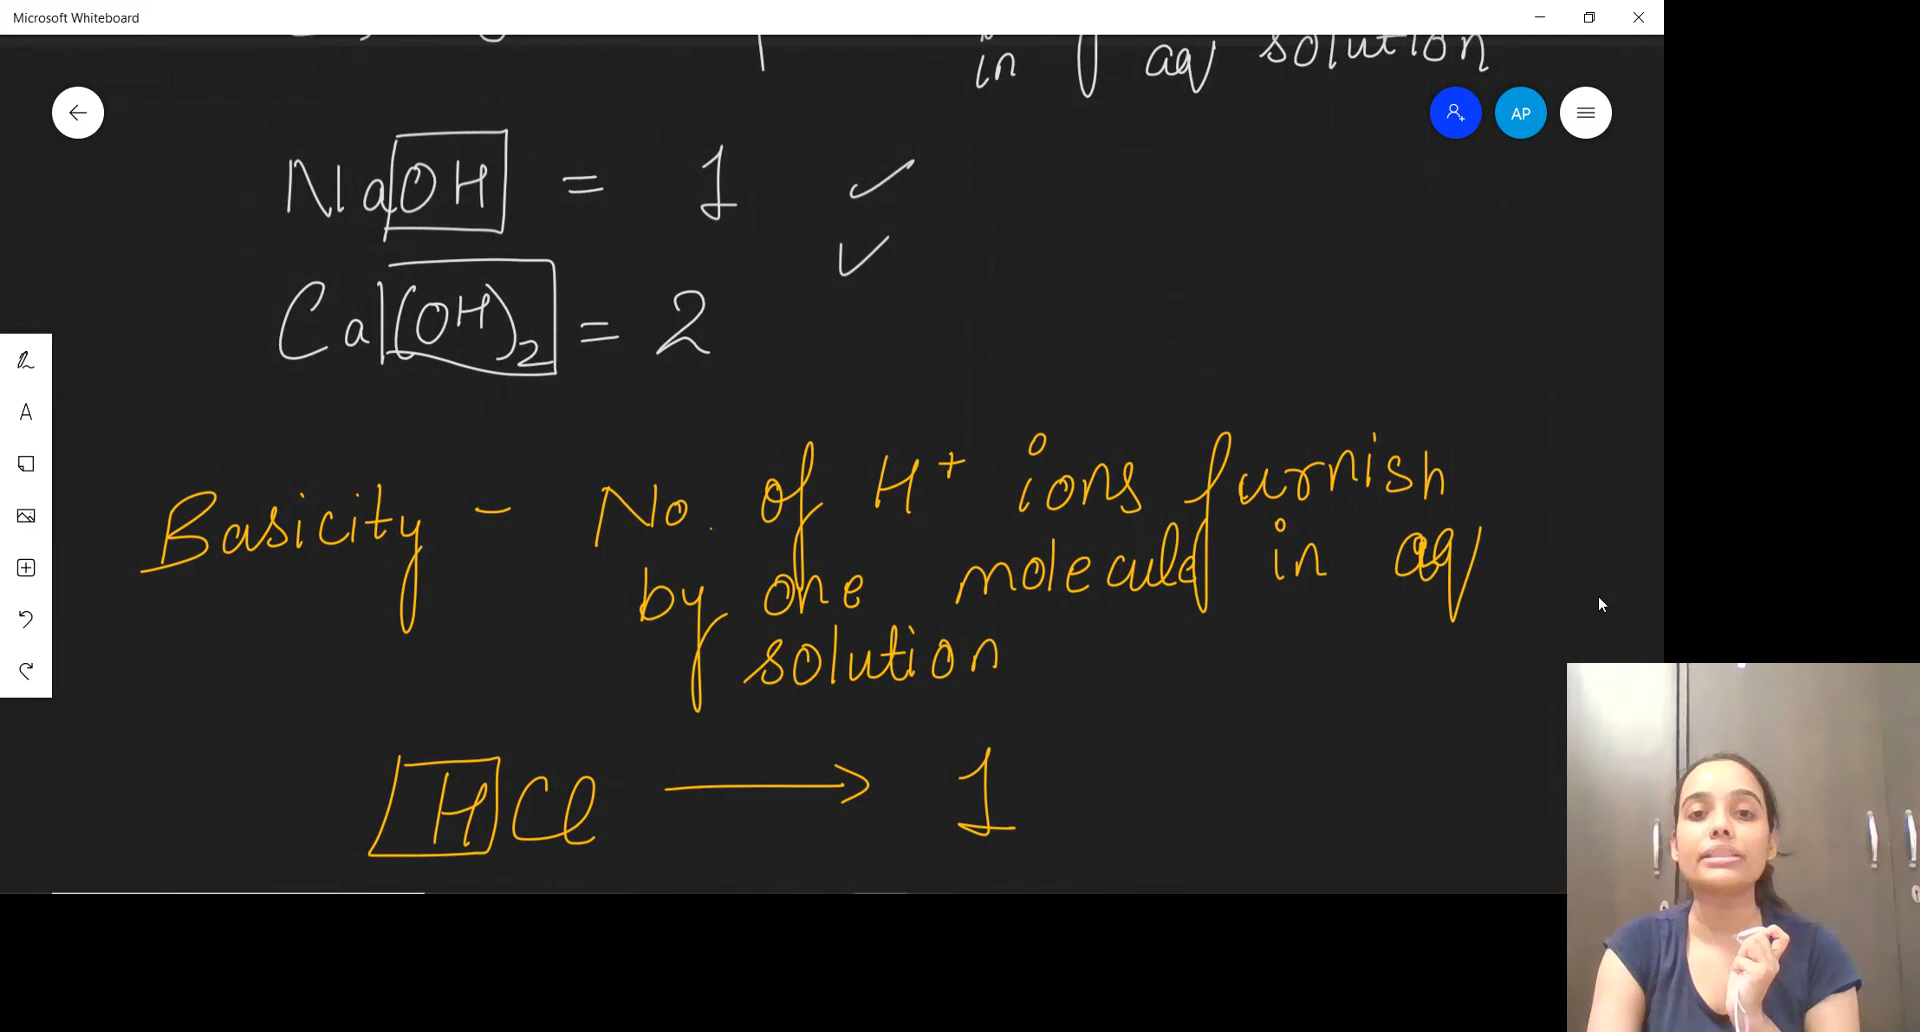 Microsoft Whiteboard
in aq solution
AP
NaOH = 1
Ca(OH)2 = 2
A
Basicity - No. of H+ ions furnish
by one molecule in aq
solution
HCl → 1